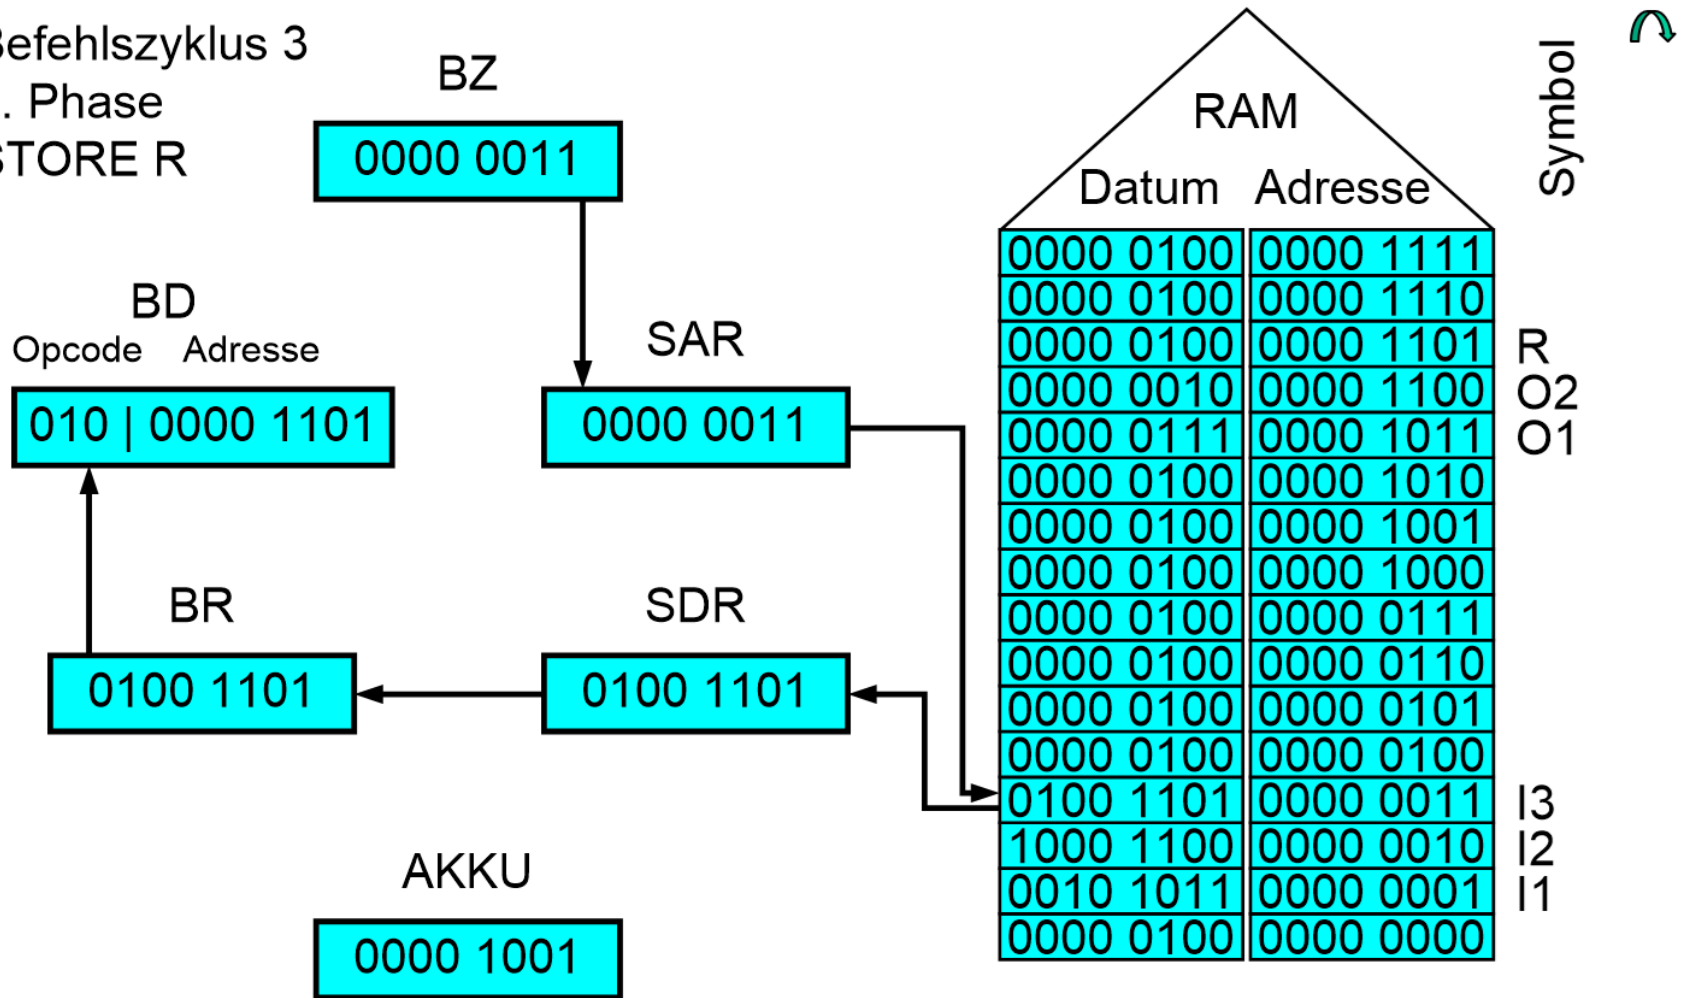 Befehlszyklus 3
. Phase
STORE R
BZ
0000 0011
BD
Opcode Adresse
010 | 0000 1101
SAR
0000 0011
BR
0100 1101
SDR
0100 1101
AKKU
0000 1001
RAM
Datum Adresse
Symbol
0000 0100 0000 1111
0000 0100 0000 1110
0000 0100 0000 1101 R
0000 0010 0000 1100 O2
0000 0111 0000 1011 O1
0000 0100 0000 1010
0000 0100 0000 1001
0000 0100 0000 1000
0000 0100 0000 0111
0000 0100 0000 0110
0000 0100 0000 0101
0000 0100 0000 0100
0100 1101 0000 0011 I3
1000 1100 0000 0010 I2
0010 1011 0000 0001 I1
0000 0100 0000 0000